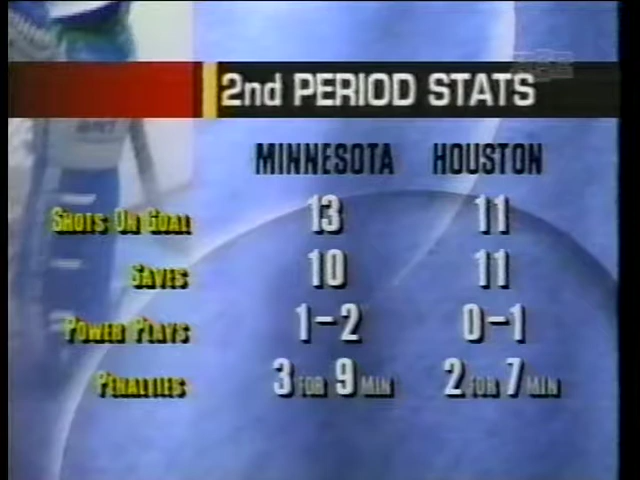 2nd PERIOD STATS
MINNESOTA HOUSTON
SHOTS ON GOAL 13 11
SAVES 10 11
POWER PLAYS 1-2 0-1
PENALTIES 3 FOR 9 MIN 2 FOR 7 MIN